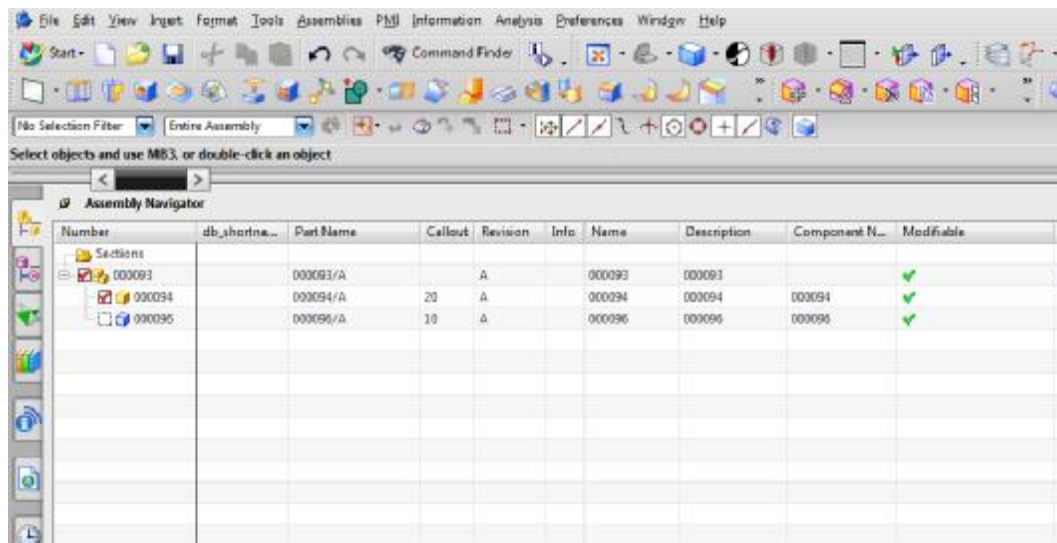 File Edit View Insert Format Tools Assemblies PMI Information Analysis Preferences Window Help
Start Command Finder
No Selection Filter Entire Assembly
Select objects and use MB3, or double-click an object
Assembly Navigator
Number db_shortna... Part Name Callout Revision Info Name Description Component N... Modifiable
Sections
000093 000093/A A 000093 000093
000094 000094/A 20 A 000094 000094 000094
000096 000096/A 10 A 000096 000096 000096